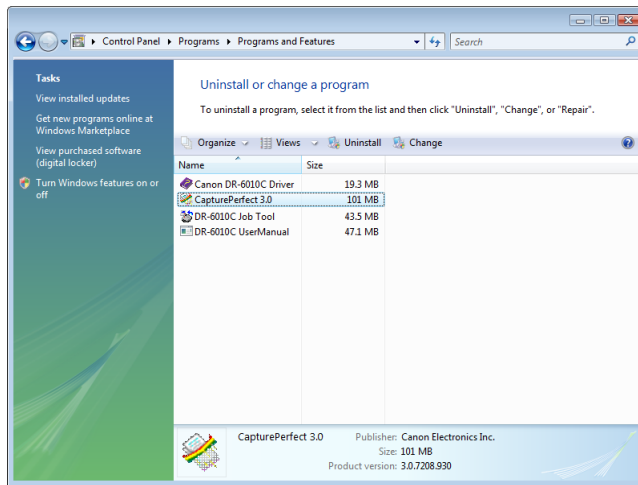 Control Panel ▸ Programs ▸ Programs and Features
Search
Tasks
View installed updates
Get new programs online at
Windows Marketplace
View purchased software
(digital locker)
Turn Windows features on or
off
Uninstall or change a program
To uninstall a program, select it from the list and then click "Uninstall", "Change", or "Repair".
Organize Views Uninstall Change
Name Size
Canon DR-6010C Driver 19.3 MB
CapturePerfect 3.0 101 MB
DR-6010C Job Tool 43.5 MB
DR-6010C UserManual 47.1 MB
CapturePerfect 3.0 Publisher: Canon Electronics Inc.
Size: 101 MB
Product version: 3.0.7208.930